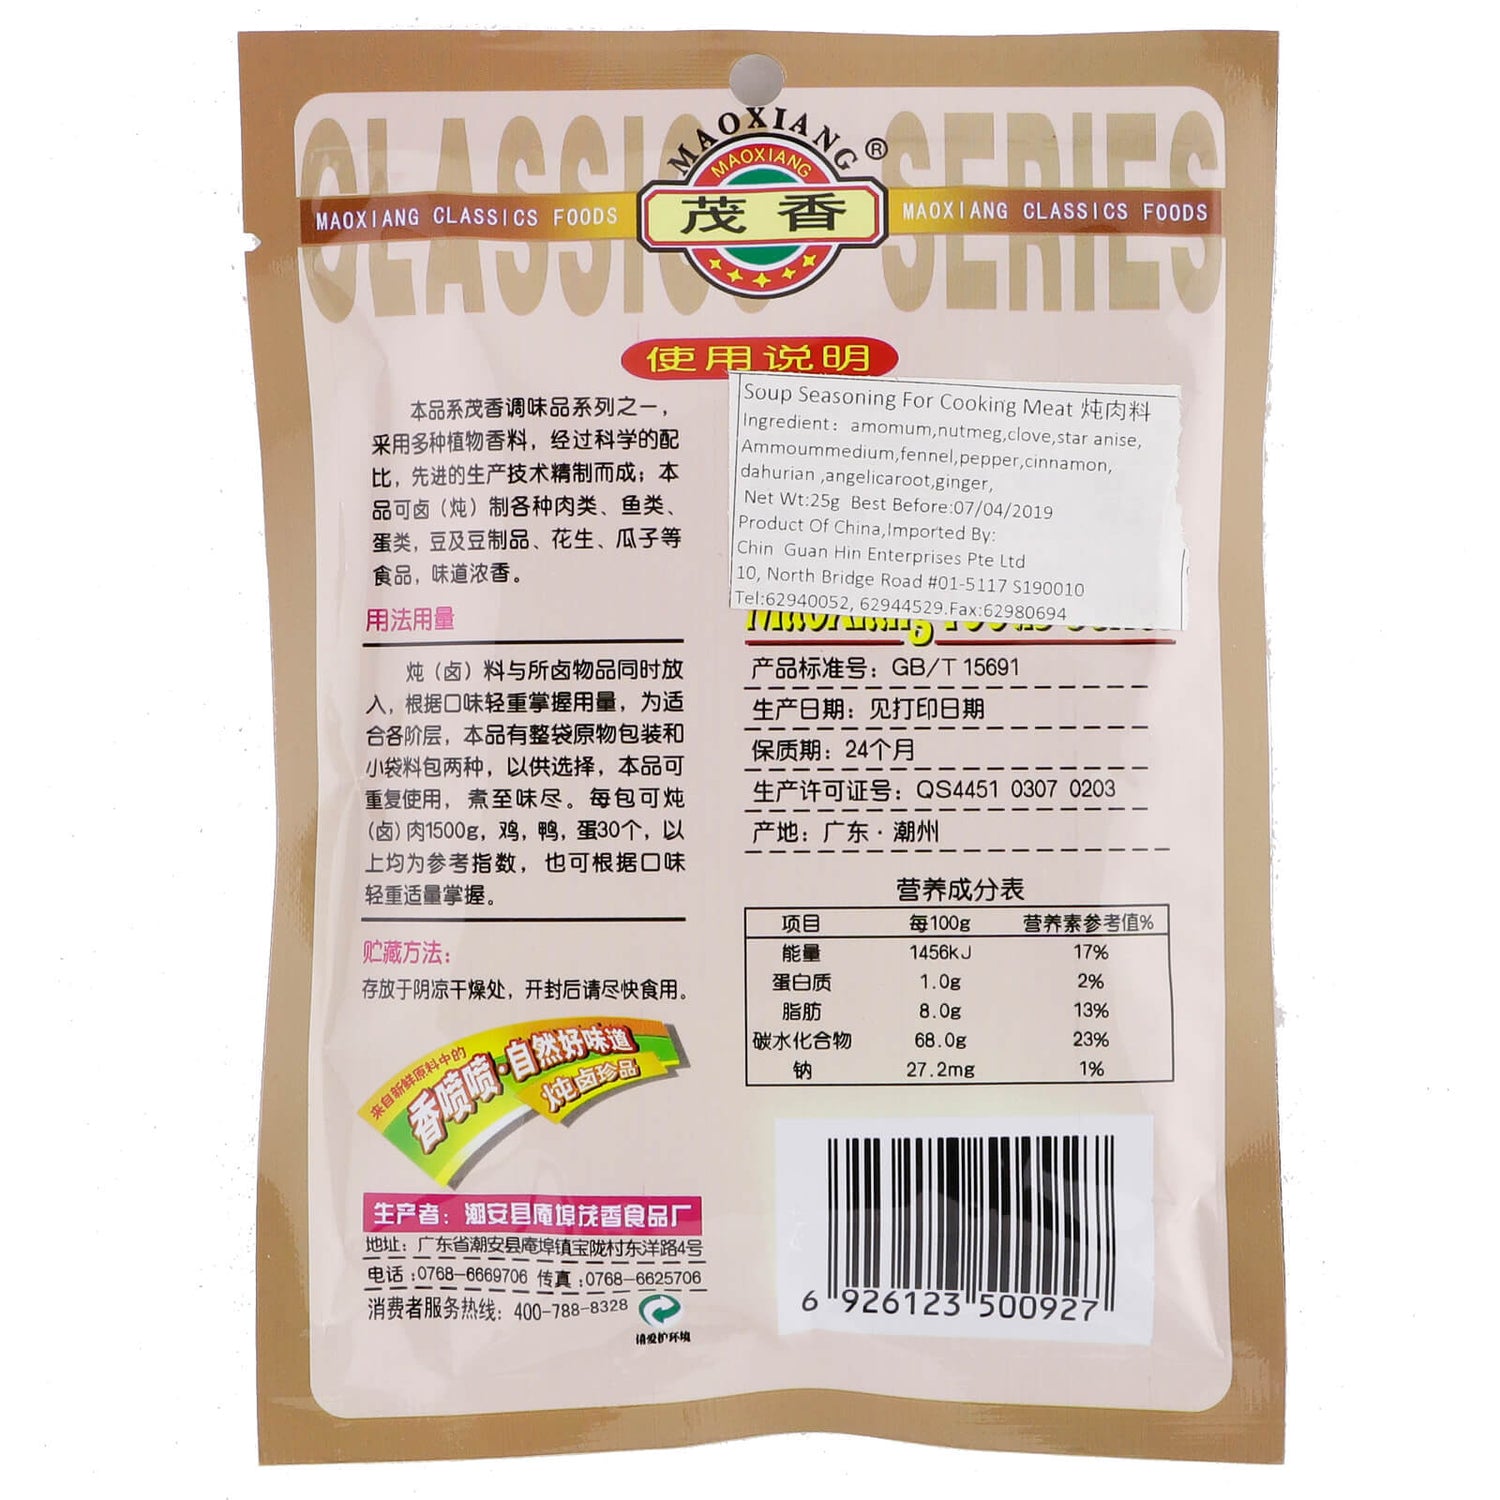 CLASSICS SERIES
MAOXIANG®
MAOXIANG
MAOXIANG CLASSICS FOODS
茂香
MAOXIANG CLASSICS FOODS
使用说明
本品系茂香调味品系列之一，
采用多种植物香料，经过科学的配
比，先进的生产技术精制而成；本
品可卤（炖）制各种肉类、鱼类、
蛋类，豆及豆制品、花生、瓜子等
食品，味道浓香。
用法用量
炖（卤）料与所卤物品同时放
入，根据口味轻重掌握用量，为适
合各阶层，本品有整袋原物包装和
小袋料包两种，以供选择，本品可
重复使用，煮至味尽。每包可炖
(卤)肉1500g，鸡，鸭，蛋30个，以
上均为参考指数，也可根据口味
轻重适量掌握。
贮藏方法：
存放于阴凉干燥处，开封后请尽快食用。
来自新鲜原料中的
香喷喷·自然好味道
炖卤珍品
生产者：潮安县庵埠茂香食品厂
地址：广东省潮安县庵埠镇宝陇村东洋路4号
电话:0768-6669706 传真:0768-6625706
消费者服务热线：400-788-8328
请爱护环境
Soup Seasoning For Cooking Meat 炖肉料
Ingredient：amomum,nutmeg,clove,star anise,
Ammoummedium,fennel,pepper,cinnamon,
dahurian ,angelicaroot,ginger,
Net Wt:25g Best Before:07/04/2019
Product Of China,Imported By:
Chin Guan Hin Enterprises Pte Ltd
10, North Bridge Road #01-5117 S190010
Tel:62940052, 62944529.Fax:62980694
产品标准号：GB/T 15691
生产日期：见打印日期
保质期：24个月
生产许可证号：QS4451 0307 0203
产地：广东·潮州
营养成分表
项目 每100g 营养素参考值%
能量 1456kJ 17%
蛋白质 1.0g 2%
脂肪 8.0g 13%
碳水化合物 68.0g 23%
钠 27.2mg 1%
6 926123 500927